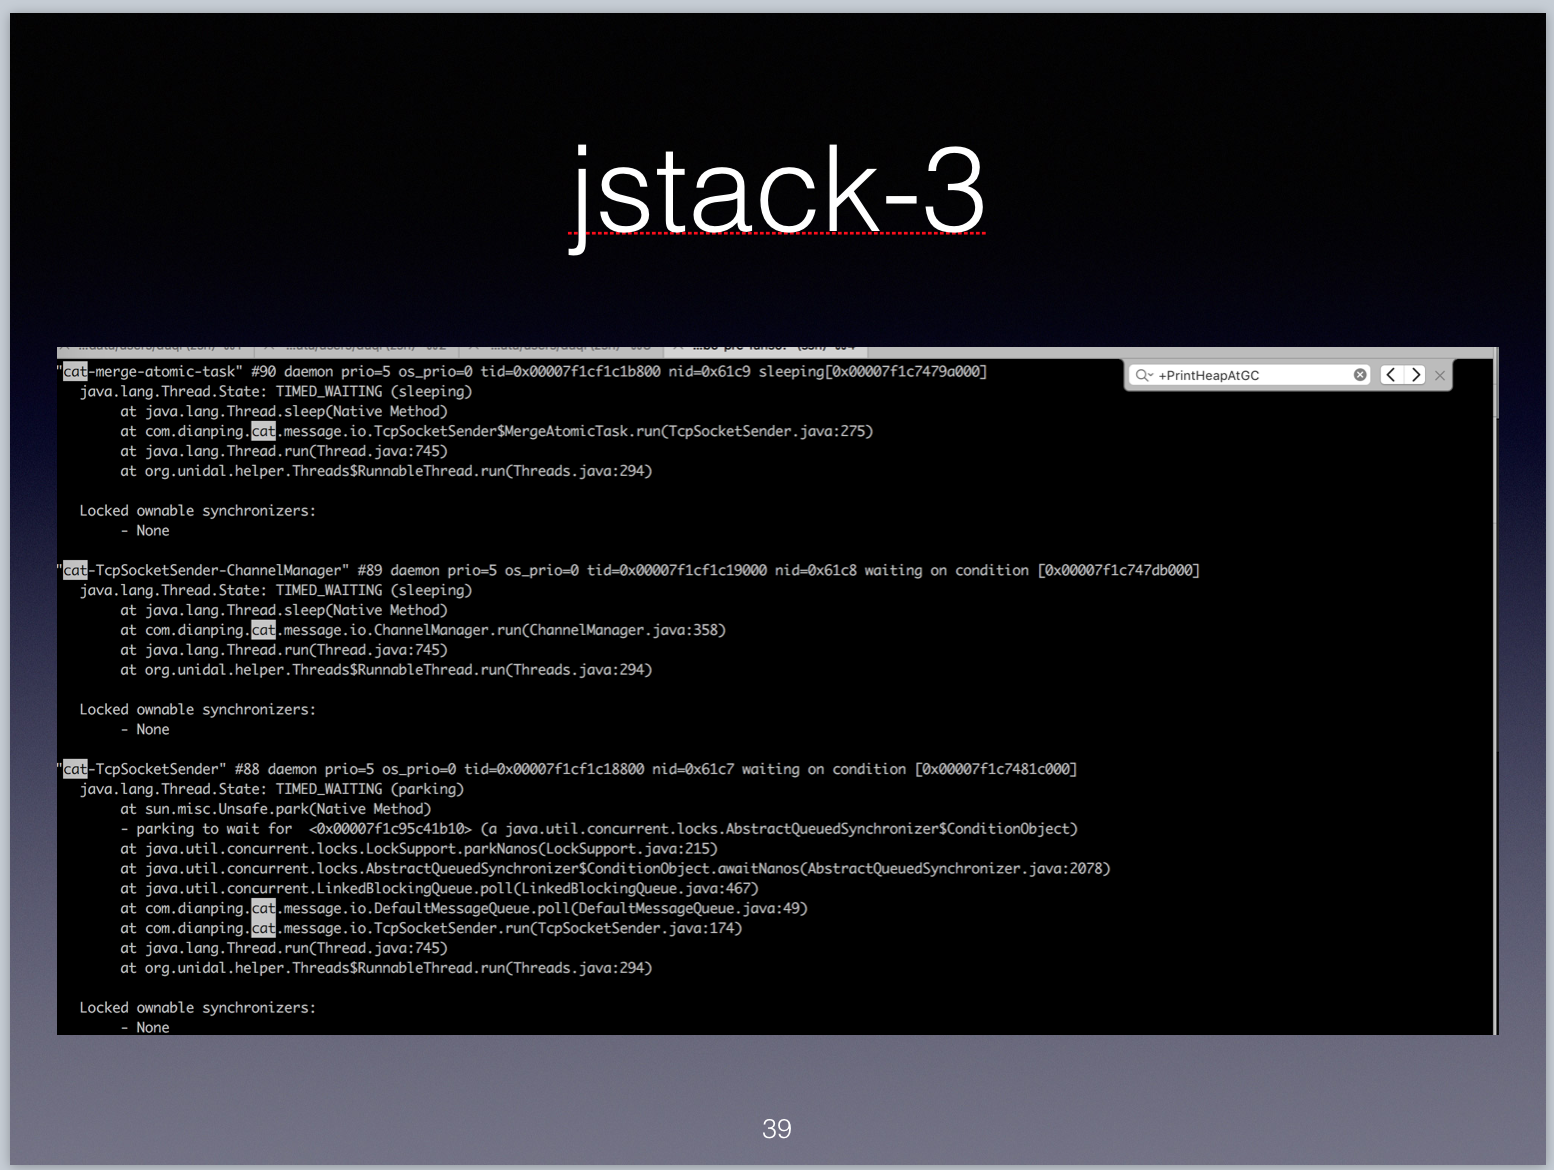 jstack-3
+PrintHeapAtGC
"cat-merge-atomic-task" #90 daemon prio=5 os_prio=0 tid=0x00007f1cf1c1b800 nid=0x61c9 sleeping[0x00007f1c7479a000]
java.lang.Thread.State: TIMED_WAITING (sleeping)
at java.lang.Thread.sleep(Native Method)
at com.dianping.cat.message.io.TcpSocketSender$MergeAtomicTask.run(TcpSocketSender.java:275)
at java.lang.Thread.run(Thread.java:745)
at org.unidal.helper.Threads$RunnableThread.run(Threads.java:294)
Locked ownable synchronizers:
- None
"cat-TcpSocketSender-ChannelManager" #89 daemon prio=5 os_prio=0 tid=0x00007f1cf1c19000 nid=0x61c8 waiting on condition [0x00007f1c747db000]
java.lang.Thread.State: TIMED_WAITING (sleeping)
at java.lang.Thread.sleep(Native Method)
at com.dianping.cat.message.io.ChannelManager.run(ChannelManager.java:358)
at java.lang.Thread.run(Thread.java:745)
at org.unidal.helper.Threads$RunnableThread.run(Threads.java:294)
Locked ownable synchronizers:
- None
"cat-TcpSocketSender" #88 daemon prio=5 os_prio=0 tid=0x00007f1cf1c18800 nid=0x61c7 waiting on condition [0x00007f1c7481c000]
java.lang.Thread.State: TIMED_WAITING (parking)
at sun.misc.Unsafe.park(Native Method)
- parking to wait for  <0x00007f1c95c41b10> (a java.util.concurrent.locks.AbstractQueuedSynchronizer$ConditionObject)
at java.util.concurrent.locks.LockSupport.parkNanos(LockSupport.java:215)
at java.util.concurrent.locks.AbstractQueuedSynchronizer$ConditionObject.awaitNanos(AbstractQueuedSynchronizer.java:2078)
at java.util.concurrent.LinkedBlockingQueue.poll(LinkedBlockingQueue.java:467)
at com.dianping.cat.message.io.DefaultMessageQueue.poll(DefaultMessageQueue.java:49)
at com.dianping.cat.message.io.TcpSocketSender.run(TcpSocketSender.java:174)
at java.lang.Thread.run(Thread.java:745)
at org.unidal.helper.Threads$RunnableThread.run(Threads.java:294)
Locked ownable synchronizers:
- None
39